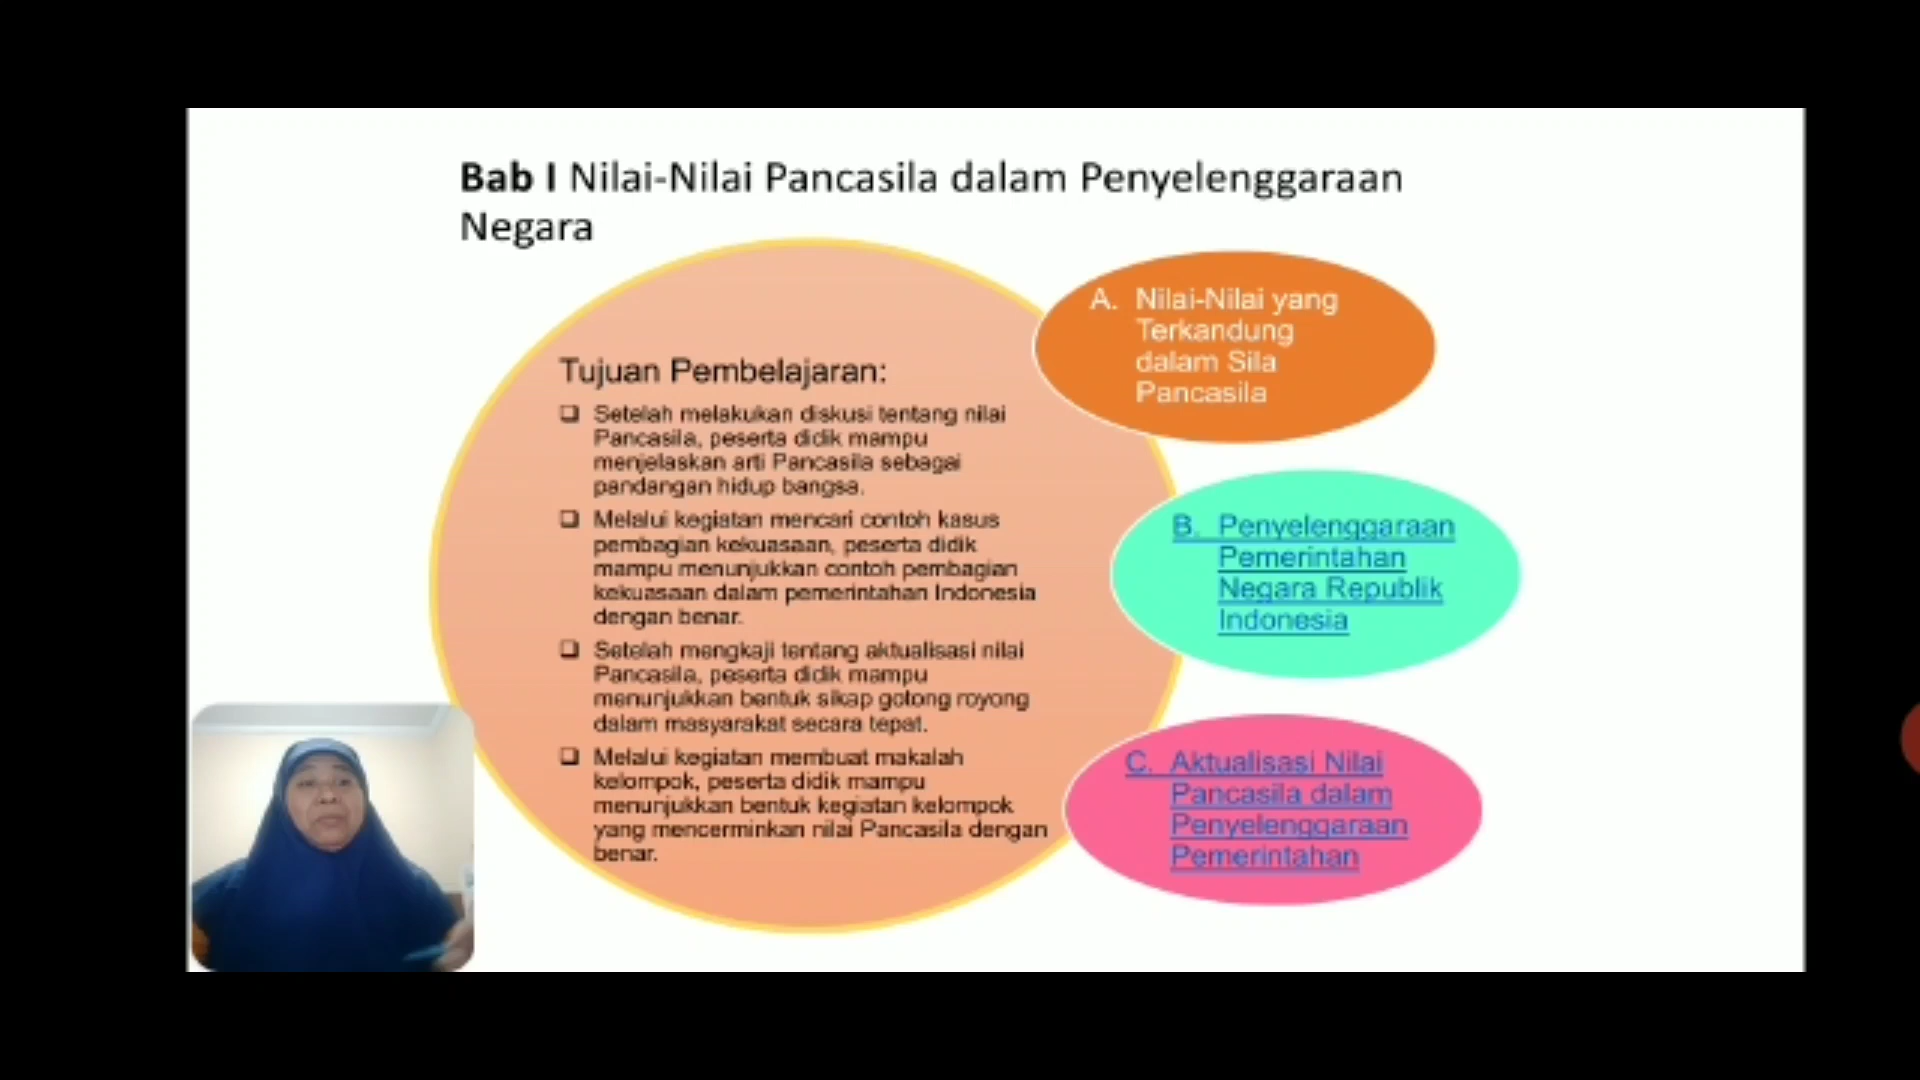 Bab I Nilai-Nilai Pancasila dalam Penyelenggaraan
Negara
Tujuan Pembelajaran:
Setelah melakukan diskusi tentang nilai
Pancasila, peserta didik mampu
menjelaskan arti Pancasila sebagai
pandangan hidup bangsa.
Melalui kegiatan mencari contoh kasus
pembagian kekuasaan, peserta didik
mampu menunjukkan contoh pembagian
kekuasaan dalam pemerintahan Indonesia
dengan benar.
Setelah mengkaji tentang aktualisasi nilai
Pancasila, peserta didik mampu
menunjukkan bentuk sikap gotong royong
dalam masyarakat secara tepat.
Melalui kegiatan membuat makalah
kelompok, peserta didik mampu
menunjukkan bentuk kegiatan kelompok
yang mencerminkan nilai Pancasila dengan
benar.
A. Nilai-Nilai yang
Terkandung
dalam Sila
Pancasila
B. Penyelenggaraan
Pemerintahan
Negara Republik
Indonesia
C. Aktualisasi Nilai
Pancasila dalam
Penyelenggaraan
Pemerintahan